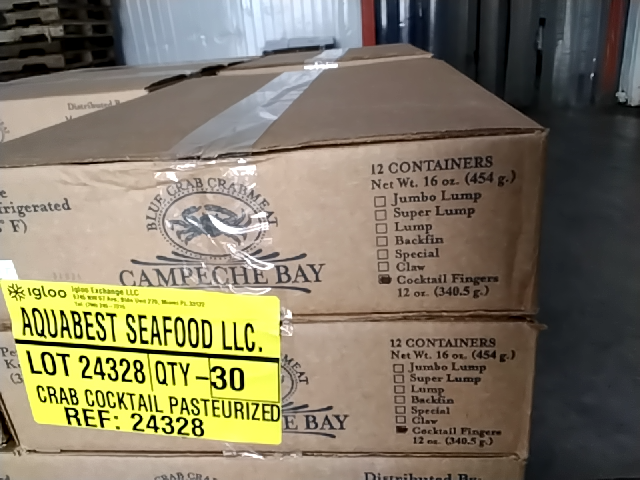 Distributed B
frigerated
F)
BLUE CRAB CRABMEAT
CAMPECHE BAY
12 CONTAINERS
Net Wt. 16 oz. (454 g.)
Jumbo Lump
Super Lump
Lump
Backfin
Special
Claw
Cocktail Fingers
12 oz. (340.5 g.)
igloo Igloo Exchange LLC
AQUABEST SEAFOOD LLC.
LOT 24328 QTY-30
CRAB COCKTAIL PASTEURIZED
REF: 24328
MEAT
E BAY
12 CONTAINERS
Net Wt. 16 oz. (454 g.)
Jumbo Lump
Super Lump
Lump
Backfin
Special
Claw
Cocktail Fingers
12 oz. (340.5 g.)
CRAB CRAB
Distributed By